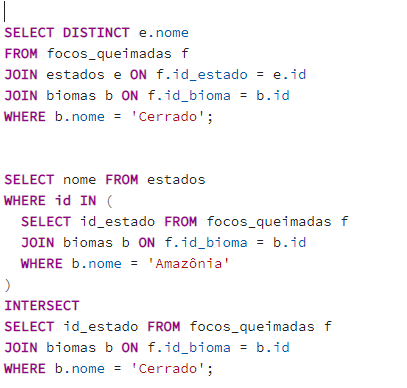 SELECT DISTINCT e.nome
FROM focos_queimadas f
JOIN estados e ON f.id_estado = e.id
JOIN biomas b ON f.id_bioma = b.id
WHERE b.nome = 'Cerrado';
SELECT nome FROM estados
WHERE id IN (
  SELECT id_estado FROM focos_queimadas f
  JOIN biomas b ON f.id_bioma = b.id
  WHERE b.nome = 'Amazônia'
)
INTERSECT
SELECT id_estado FROM focos_queimadas f
JOIN biomas b ON f.id_bioma = b.id
WHERE b.nome = 'Cerrado';